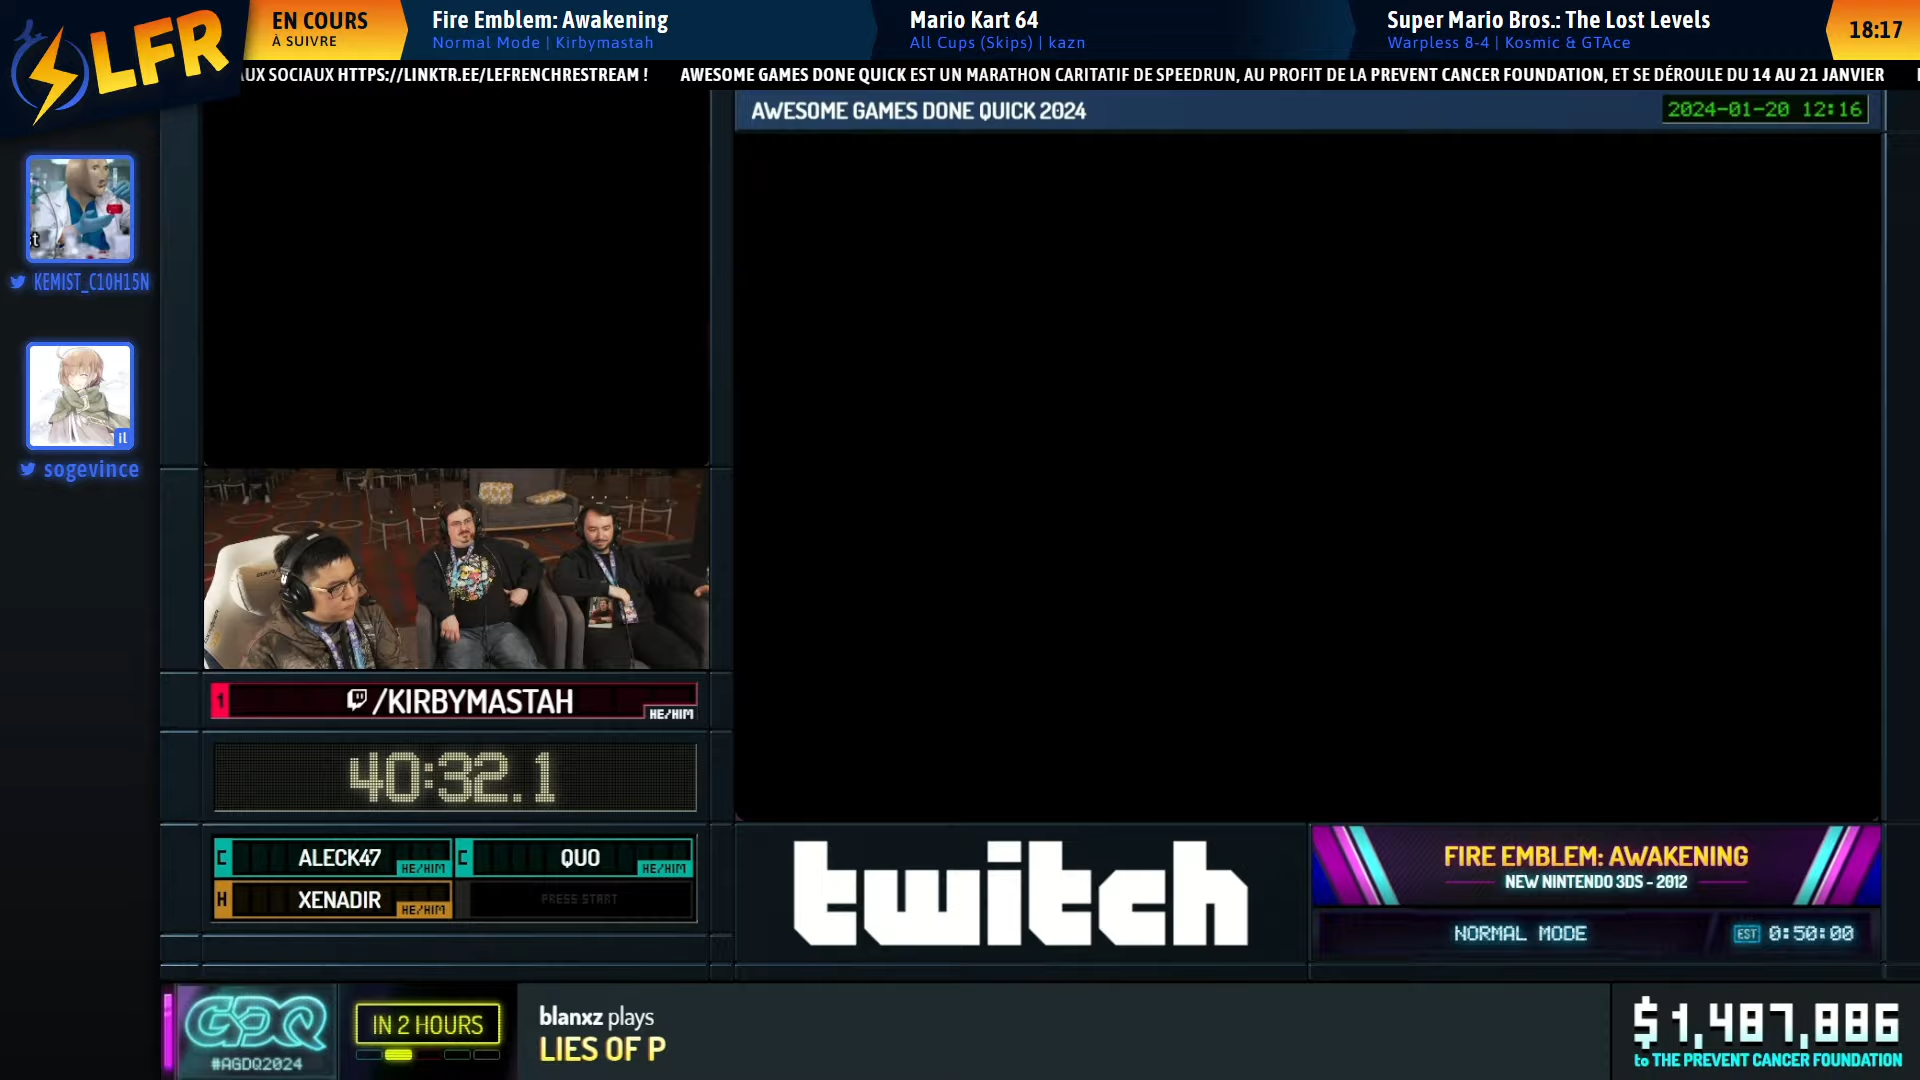 LFR
EN COURS
À SUIVRE
Fire Emblem: Awakening
Normal Mode | Kirbymastah
Mario Kart 64
All Cups (Skips) | kazn
Super Mario Bros.: The Lost Levels
Warpless 8-4 | Kosmic & GTAce
18:17
UX SOCIAUX HTTPS://LINKTR.EE/LEFRENCHRESTREAM ! AWESOME GAMES DONE QUICK EST UN MARATHON CARITATIF DE SPEEDRUN, AU PROFIT DE LA PREVENT CANCER FOUNDATION, ET SE DÉROULE DU 14 AU 21 JANVIER
AWESOME GAMES DONE QUICK 2024
2024-01-20 12:16
t
KEMIST_C10H15N
il
sogevince
1
/KIRBYMASTAH
HE/HIM
40:32.1
C ALECK47 HE/HIM
C QUO HE/HIM
H XENADIR HE/HIM
PRESS START
twitch
FIRE EMBLEM: AWAKENING
NEW NINTENDO 3DS - 2012
NORMAL MODE
EST 0:50:00
GDQ
#AGDQ2024
IN 2 HOURS
blanxz plays
LIES OF P
$1,487,886
to THE PREVENT CANCER FOUNDATION